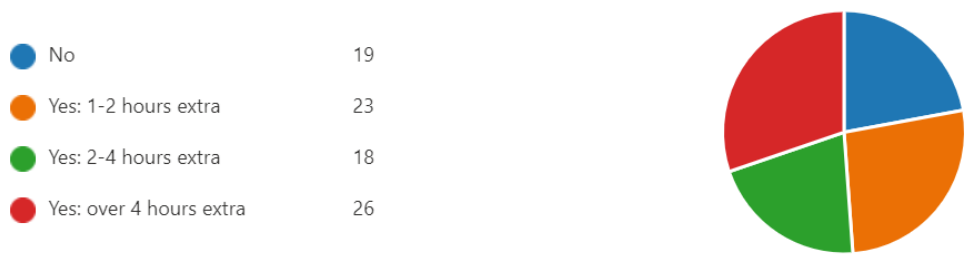 No 19
Yes: 1-2 hours extra 23
Yes: 2-4 hours extra 18
Yes: over 4 hours extra 26